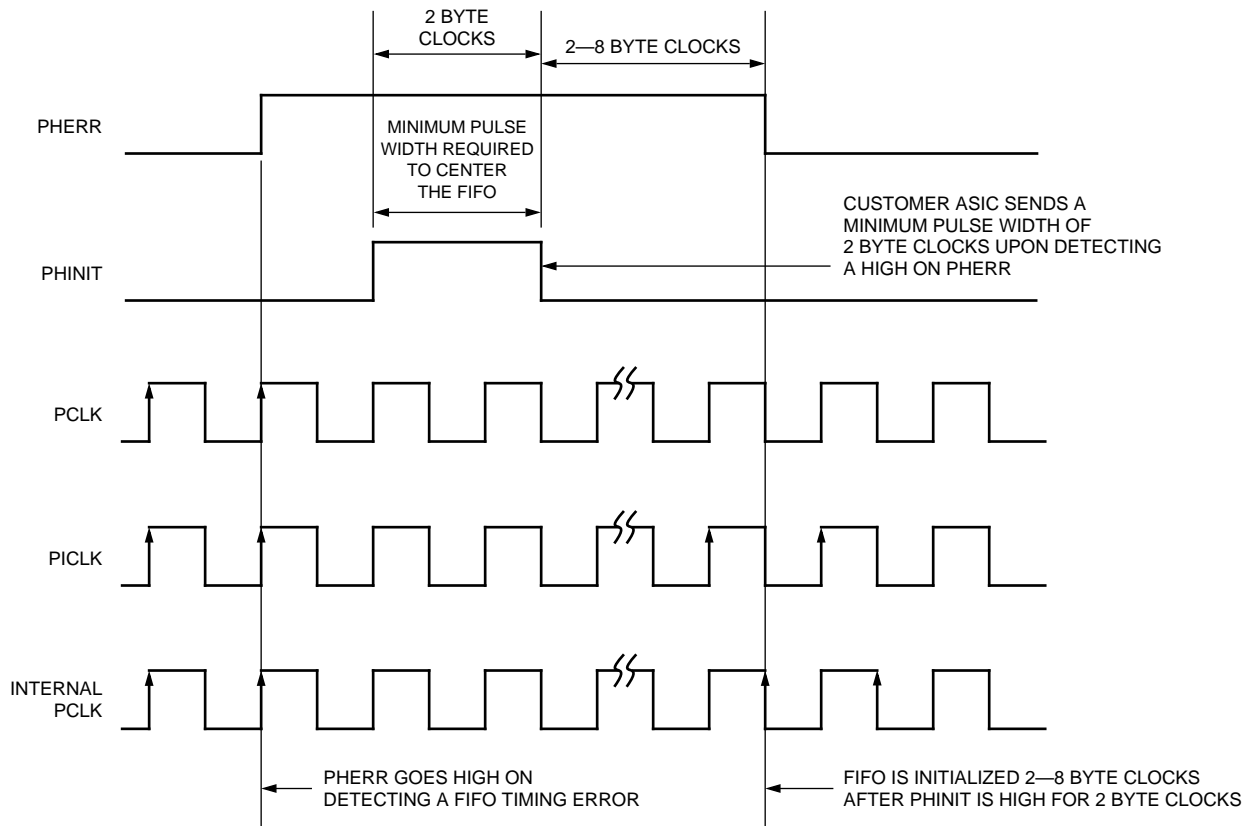 2 BYTE
CLOCKS
2—8 BYTE CLOCKS
PHERR
MINIMUM PULSE
WIDTH REQUIRED
TO CENTER
THE FIFO
CUSTOMER ASIC SENDS A
MINIMUM PULSE WIDTH OF
2 BYTE CLOCKS UPON DETECTING
A HIGH ON PHERR
PHINIT
PCLK
PICLK
INTERNAL
PCLK
PHERR GOES HIGH ON
DETECTING A FIFO TIMING ERROR
FIFO IS INITIALIZED 2—8 BYTE CLOCKS
AFTER PHINIT IS HIGH FOR 2 BYTE CLOCKS